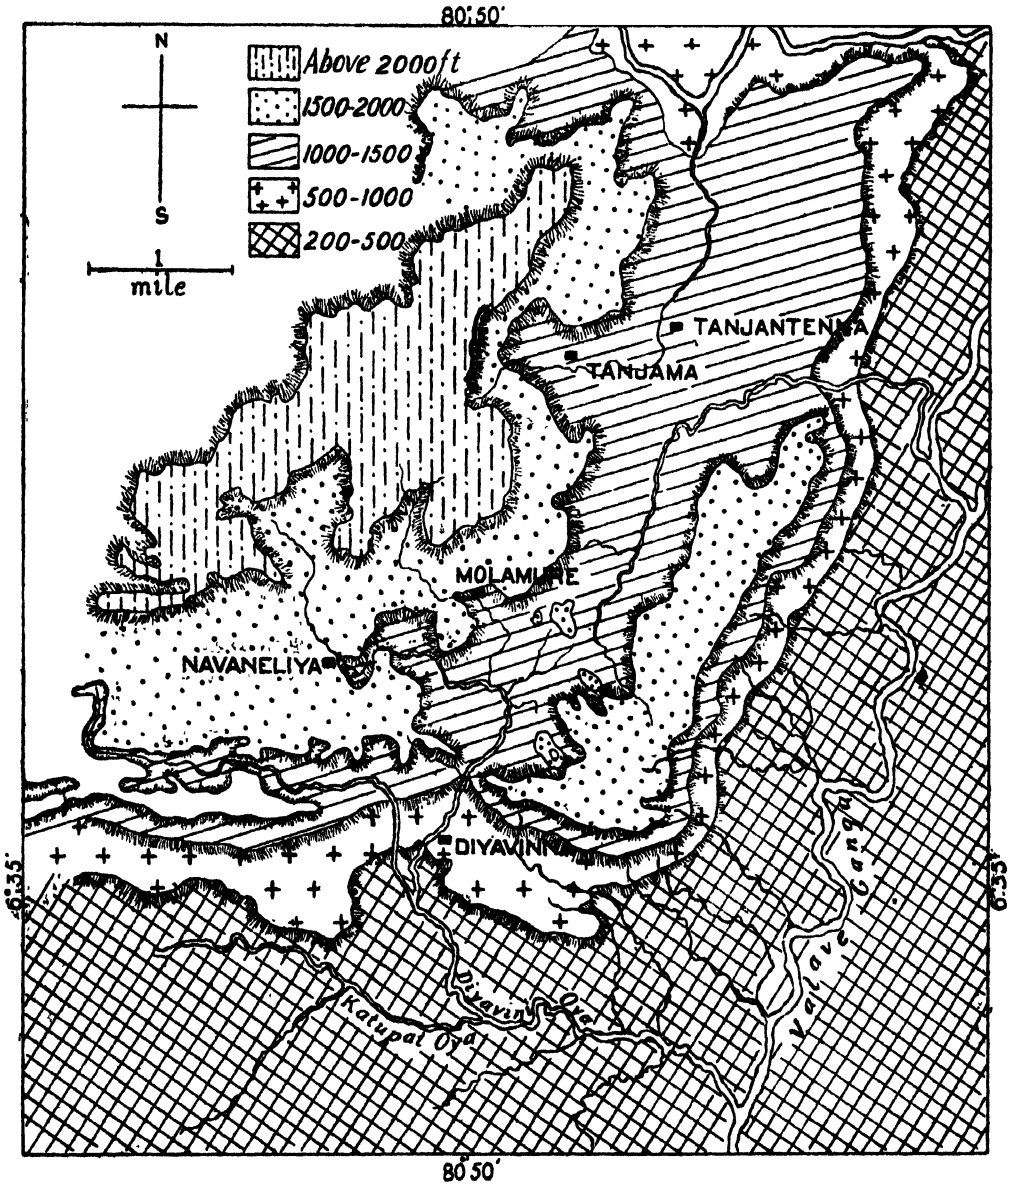 80°50'
N
S
1
mile
Above 2000ft
1500-2000
1000-1500
500-1000
200-500
TANJANTENNA
TANJAMA
MOLAMURE
NAVANELIYA
DIYAVINNA
6°35'
6°35'
Valave Ganga
Diyavini Oya
Katupat Oya
80°50'